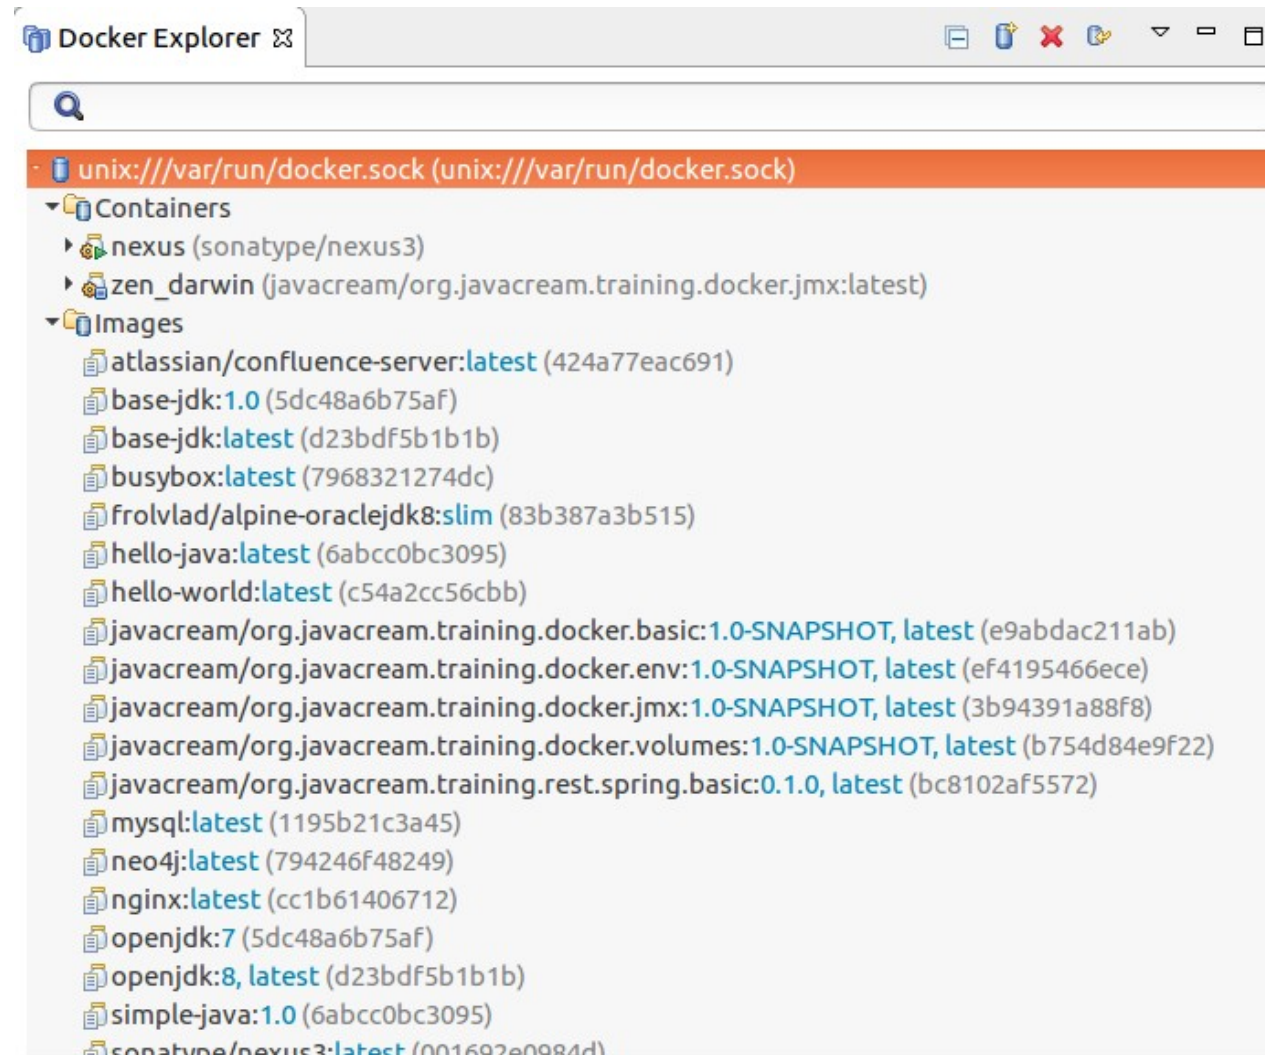 Docker Explorer
unix:///var/run/docker.sock (unix:///var/run/docker.sock)
Containers
nexus (sonatype/nexus3)
zen_darwin (javacream/org.javacream.training.docker.jmx:latest)
Images
atlassian/confluence-server:latest (424a77eac691)
base-jdk:1.0 (5dc48a6b75af)
base-jdk:latest (d23bdf5b1b1b)
busybox:latest (7968321274dc)
frolvlad/alpine-oraclejdk8:slim (83b387a3b515)
hello-java:latest (6abcc0bc3095)
hello-world:latest (c54a2cc56cbb)
javacream/org.javacream.training.docker.basic:1.0-SNAPSHOT, latest (e9abdac211ab)
javacream/org.javacream.training.docker.env:1.0-SNAPSHOT, latest (ef4195466ece)
javacream/org.javacream.training.docker.jmx:1.0-SNAPSHOT, latest (3b94391a88f8)
javacream/org.javacream.training.docker.volumes:1.0-SNAPSHOT, latest (b754d84e9f22)
javacream/org.javacream.training.rest.spring.basic:0.1.0, latest (bc8102af5572)
mysql:latest (1195b21c3a45)
neo4j:latest (794246f48249)
nginx:latest (cc1b61406712)
openjdk:7 (5dc48a6b75af)
openjdk:8, latest (d23bdf5b1b1b)
simple-java:1.0 (6abcc0bc3095)
sonatype/nexus3:latest (001692e0984d)